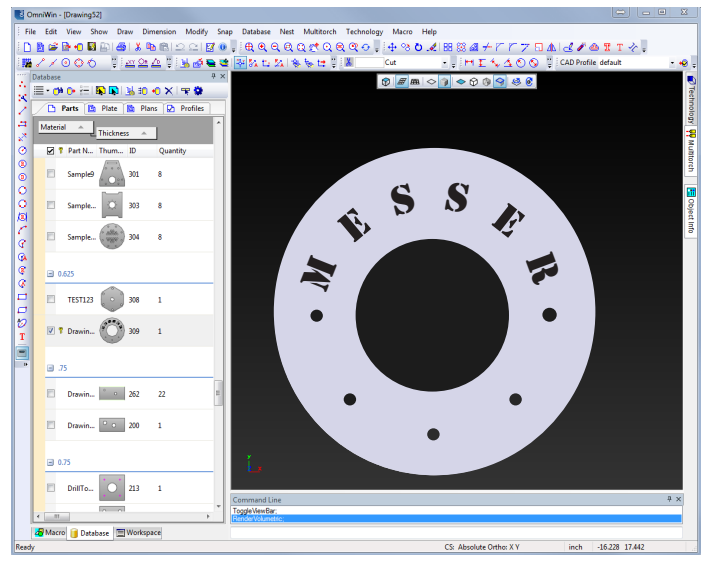 OmniWin - [Drawing52]
File Edit View Show Draw Dimension Modify Snap Database Nest Multitorch Technology Macro Help
Cut
CAD Profile default
Database
Parts Plate Plans Profiles
Material
Thickness
Part N... Thum... ID Quantity
Sample9 301 8
Sample... 303 8
Sample... 304 8
0.625
TEST123 308 1
Drawin... 309 1
.75
Drawin... 262 22
Drawin... 200 1
0.75
DrillTo... 213 1
MESSER
Y
X
Technology
Multitorch
Object Info
Command Line
ToggleViewBar;
RenderVolumetric;
Macro Database Workspace
Ready
CS: Absolute Ortho: X Y inch -16.228 17.442